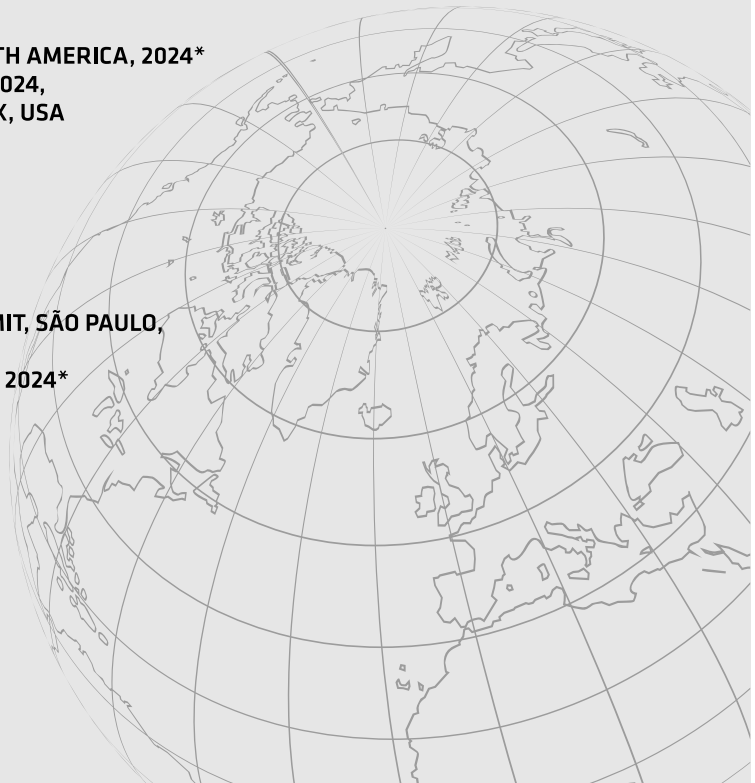 TH AMERICA, 2024*
024,
X, USA
MIT, SÃO PAULO,
2024*